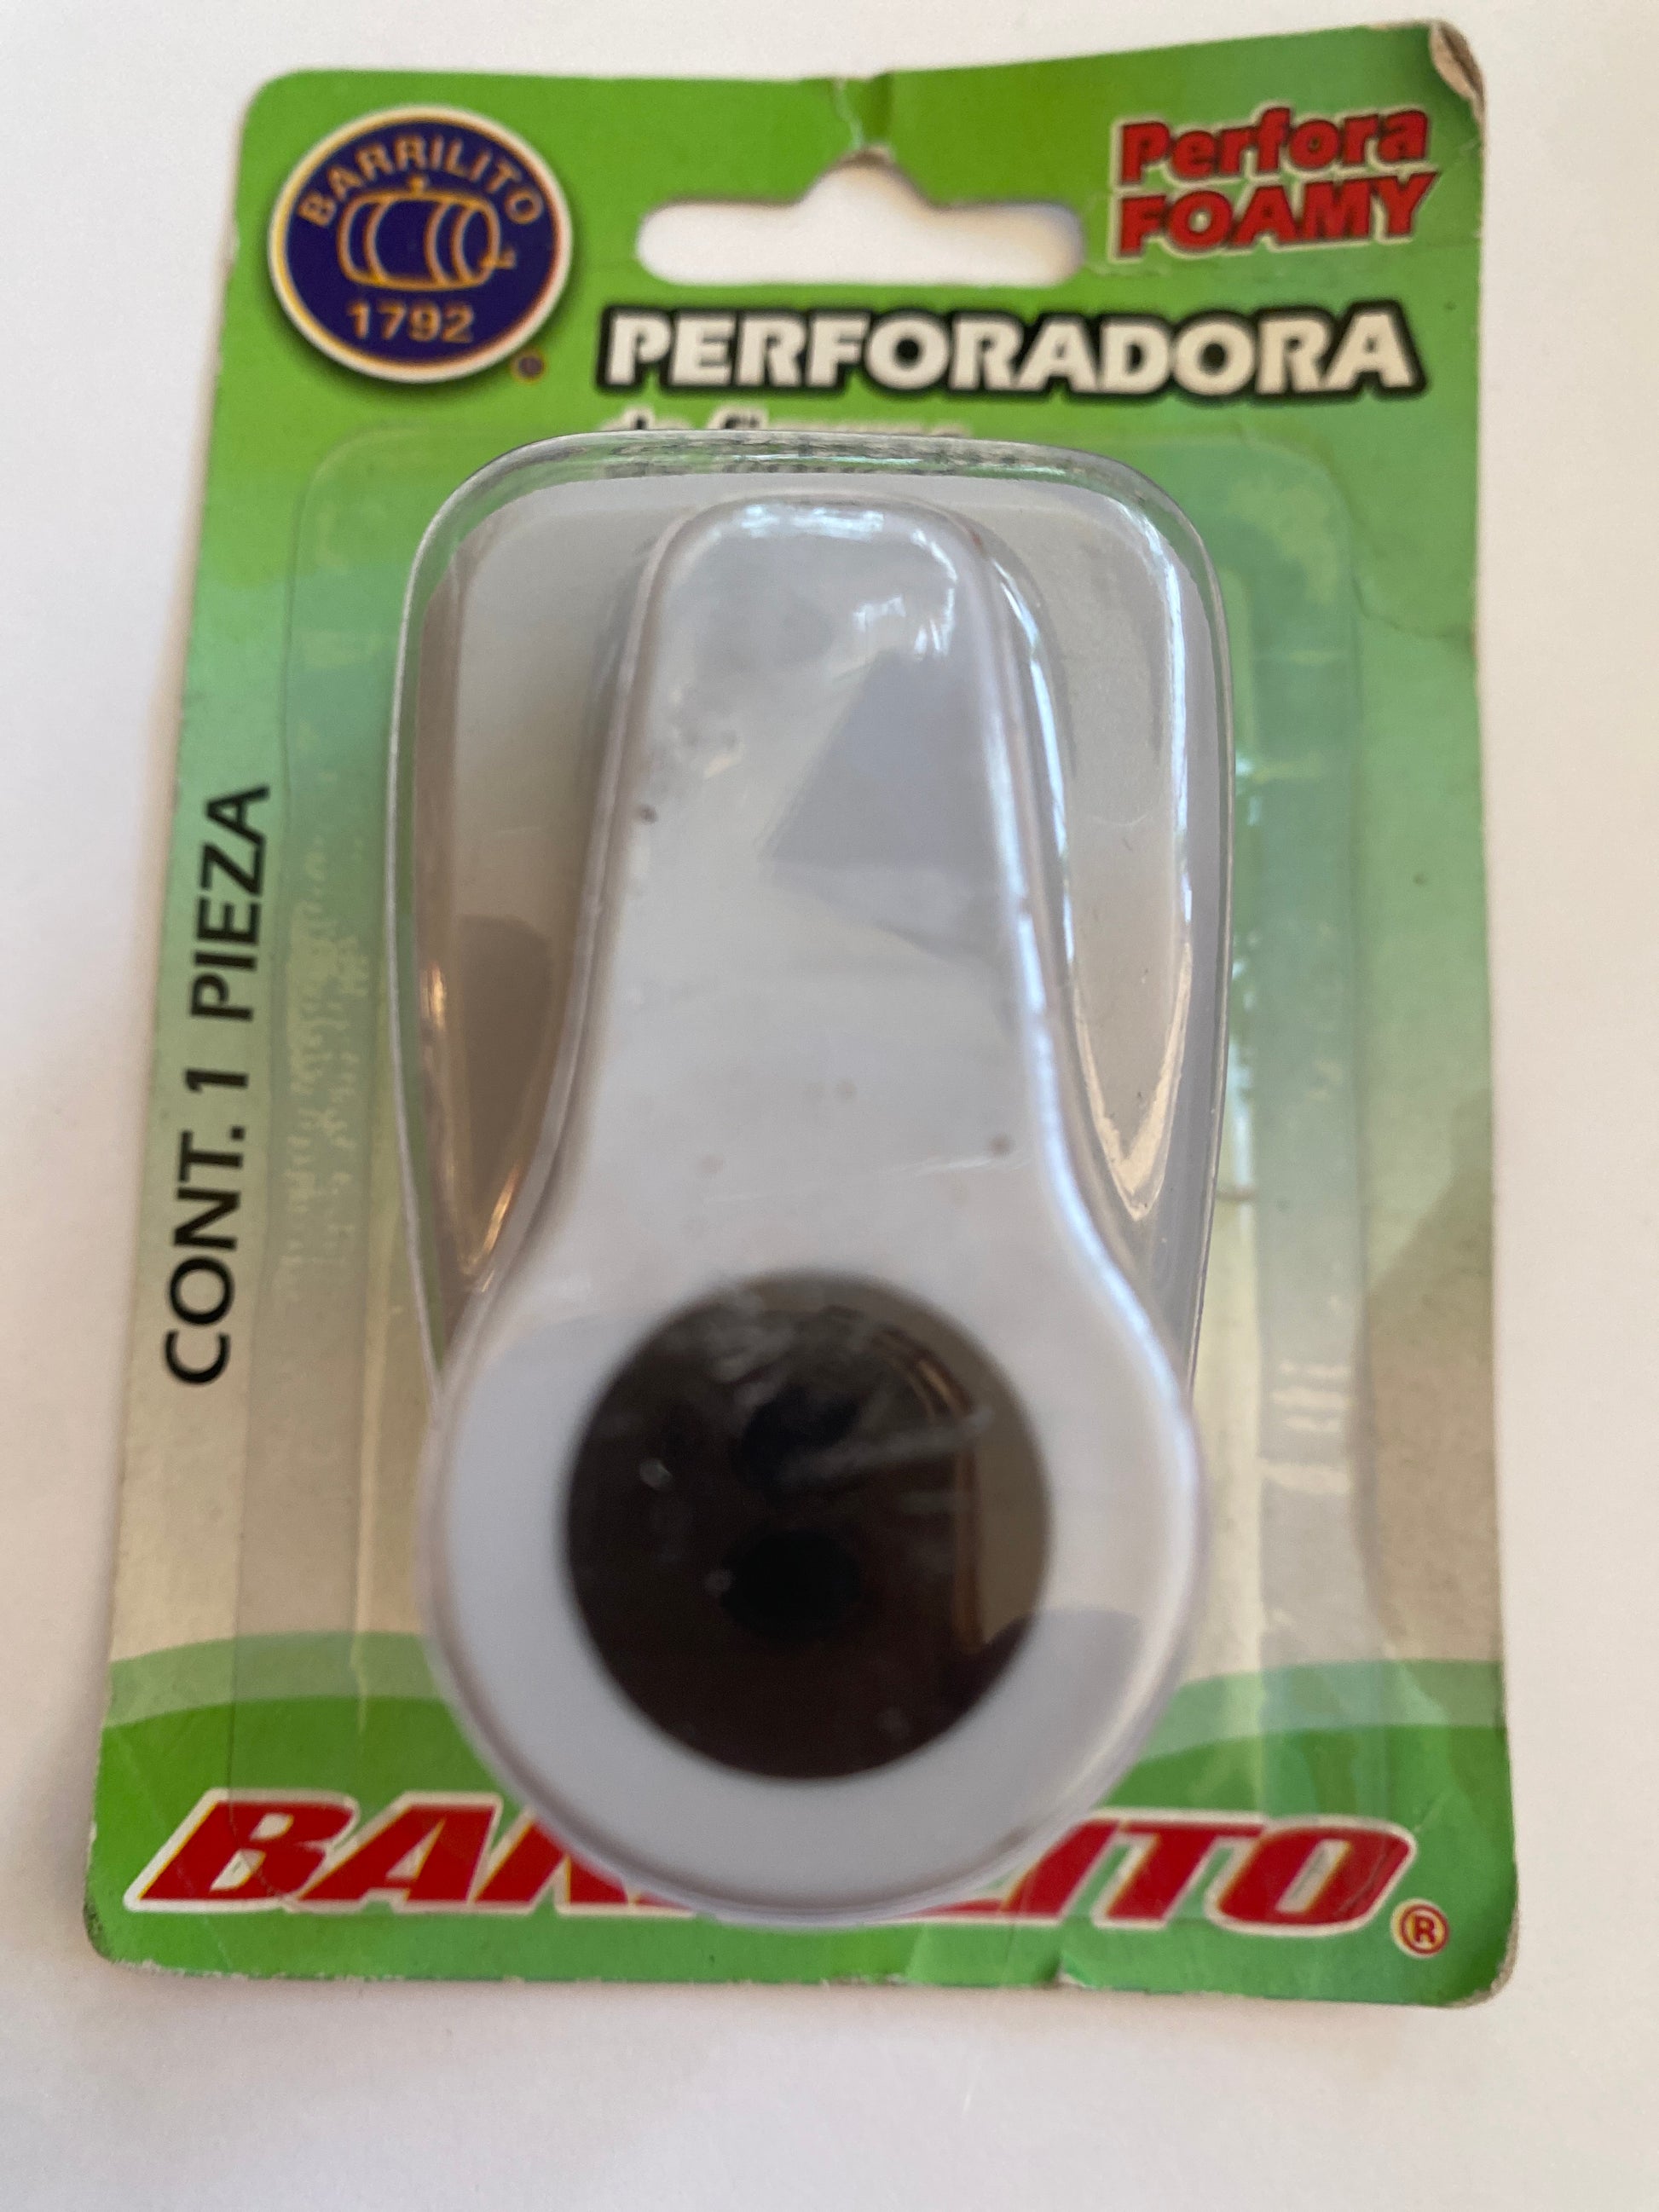 BARRILITO
1792
Perfora
FOAMY
PERFORADORA
CONT. 1 PIEZA
®